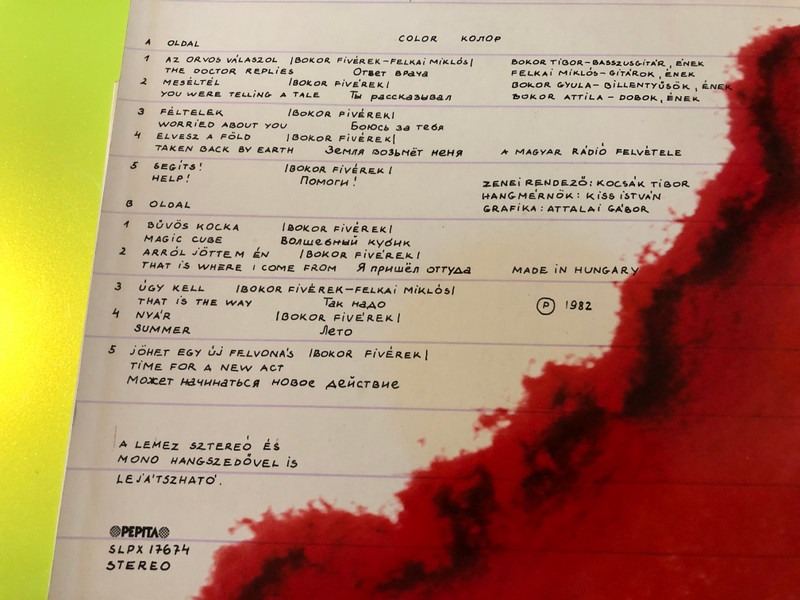 COLOR КОЛОР
A OLDAL
1 AZ ORVOS VÁLASZOL |BOKOR FIVÉREK-FELKAI MIKLÓS|
THE DOCTOR REPLIES Ответ врача
2 MESÉLTÉL |BOKOR FIVÉREK|
YOU WERE TELLING A TALE Ты рассказывал
3 FÉLTELEK |BOKOR FIVÉREK|
WORRIED ABOUT YOU Боюсь за тебя
4 ELVESZ A FÖLD |BOKOR FIVÉREK|
TAKEN BACK BY EARTH Земля возьмёт неня
5 SEGÍTS! |BOKOR FIVÉREK|
HELP! Помоги!
BOKOR TIBOR-BASSZUSGITÁR, ÉNEK
FELKAI MIKLÓS-GITÁROK, ÉNEK
BOKOR GYULA-BILLENTYŰSÖK, ÉNEK
BOKOR ATTILA-DOBOK, ÉNEK
A MAGYAR RÁDIÓ FELVÉTELE
ZENEI RENDEZŐ: KOCSÁK TIBOR
HANGMÉRNÖK: KISS ISTVÁN
GRAFIKA: ATTALAI GÁBOR
B OLDAL
1 BŰVÖS KOCKA |BOKOR FIVÉREK|
MAGIC CUBE Волшебный кубик
2 ARRÓL JÖTTEM ÉN |BOKOR FIVÉREK|
THAT IS WHERE I COME FROM Я пришёл оттуда
3 ÚGY KELL |BOKOR FIVÉREK-FELKAI MIKLÓS|
THAT IS THE WAY Так надо
4 NYÁR |BOKOR FIVÉREK|
SUMMER Лето
5 JÖHET EGY ÚJ FELVONÁS |BOKOR FIVÉREK|
TIME FOR A NEW ACT
Может начинаться новое действие
MADE IN HUNGARY
Ⓟ 1982
A LEMEZ SZTEREÓ ÉS
MONO HANGSZEDŐVEL IS
LEJÁTSZHATÓ.
PEPITA
SLPX 17674
STEREO